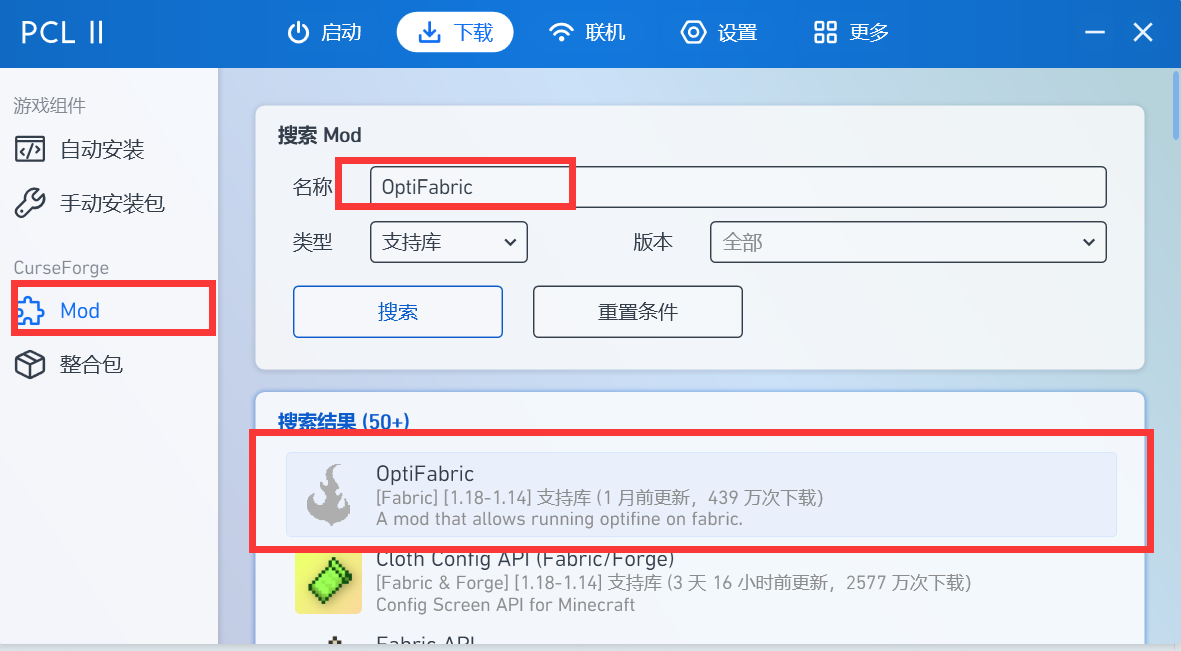 PCL II
启动
下载
联机
设置
更多
游戏组件
自动安装
手动安装包
CurseForge
Mod
整合包
搜索 Mod
名称
OptiFabric
类型
支持库
版本
全部
搜索
重置条件
搜索结果 (50+)
OptiFabric
[Fabric] [1.18-1.14] 支持库 (1 月前更新，439 万次下载)
A mod that allows running optifine on fabric.
Cloth Config API (Fabric/Forge)
[Fabric & Forge] [1.18-1.14] 支持库 (3 天 16 小时前更新，2577 万次下载)
Config Screen API for Minecraft
Fabric API